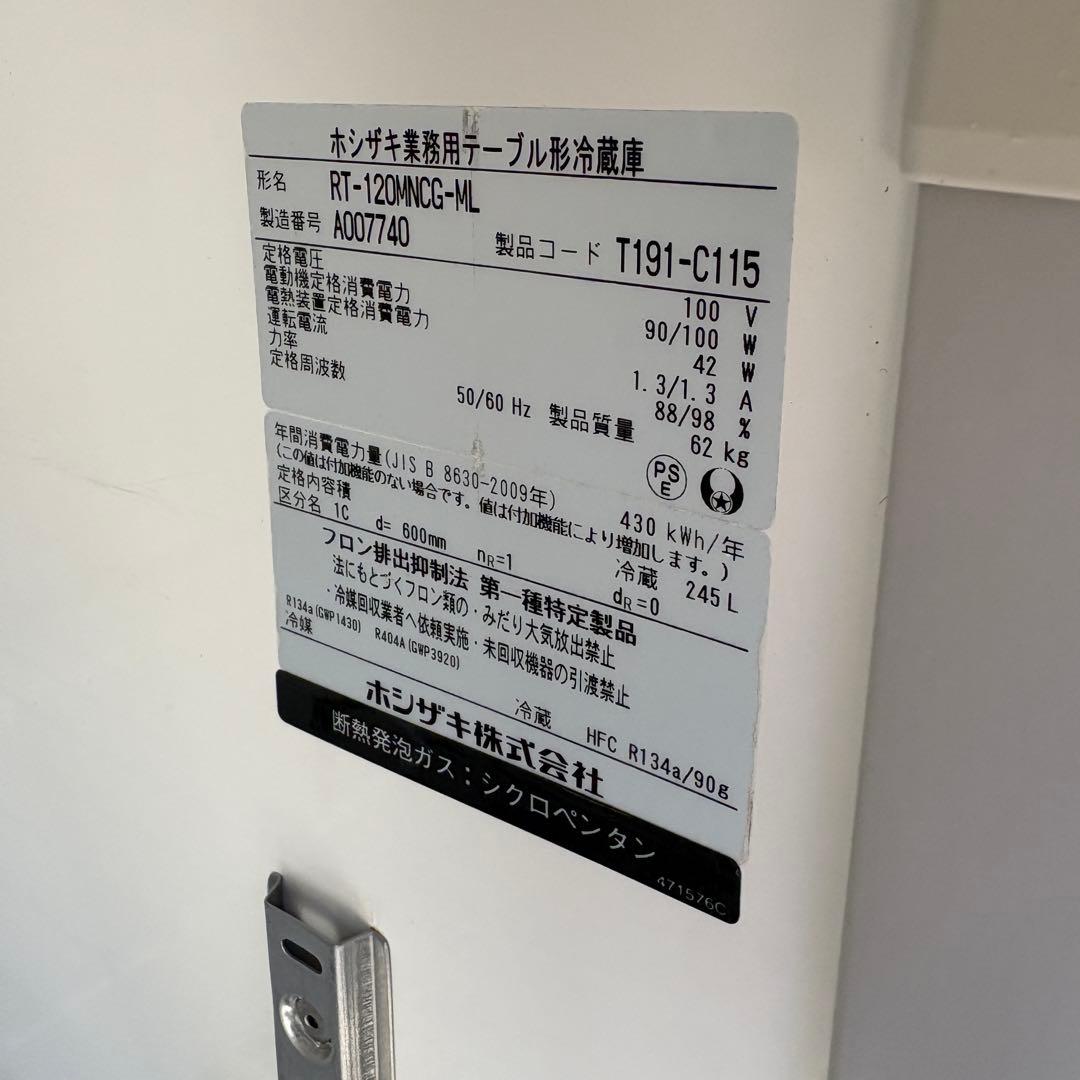 ホシザキ業務用テーブル形冷蔵庫
形名 RT-120MNCG-ML
製造番号 A007740 製品コード T191-C115
定格電圧 100 V
電動機定格消費電力 90/100 W
電熱装置定格消費電力 42 W
運転電流 1.3/1.3 A
力率 88/98 %
定格周波数 50/60 Hz 製品質量 62 kg
PS E
年間消費電力量(JIS B 8630-2009年) 430 kWh/年
(この値は付加機能のない場合です。値は付加機能により増加します。)
定格内容積 冷蔵 245 L
区分名 1C d= 600mm nR=1 dR=0
フロン排出抑制法 第一種特定製品
法にもとづくフロン類の・みだり大気放出禁止
・冷媒回収業者へ依頼実施・未回収機器の引渡禁止
R134a(GWP1430) R404A(GWP3920)
冷媒 冷蔵 HFC R134a/90g
ホシザキ株式会社
断熱発泡ガス:シクロペンタン
471576C